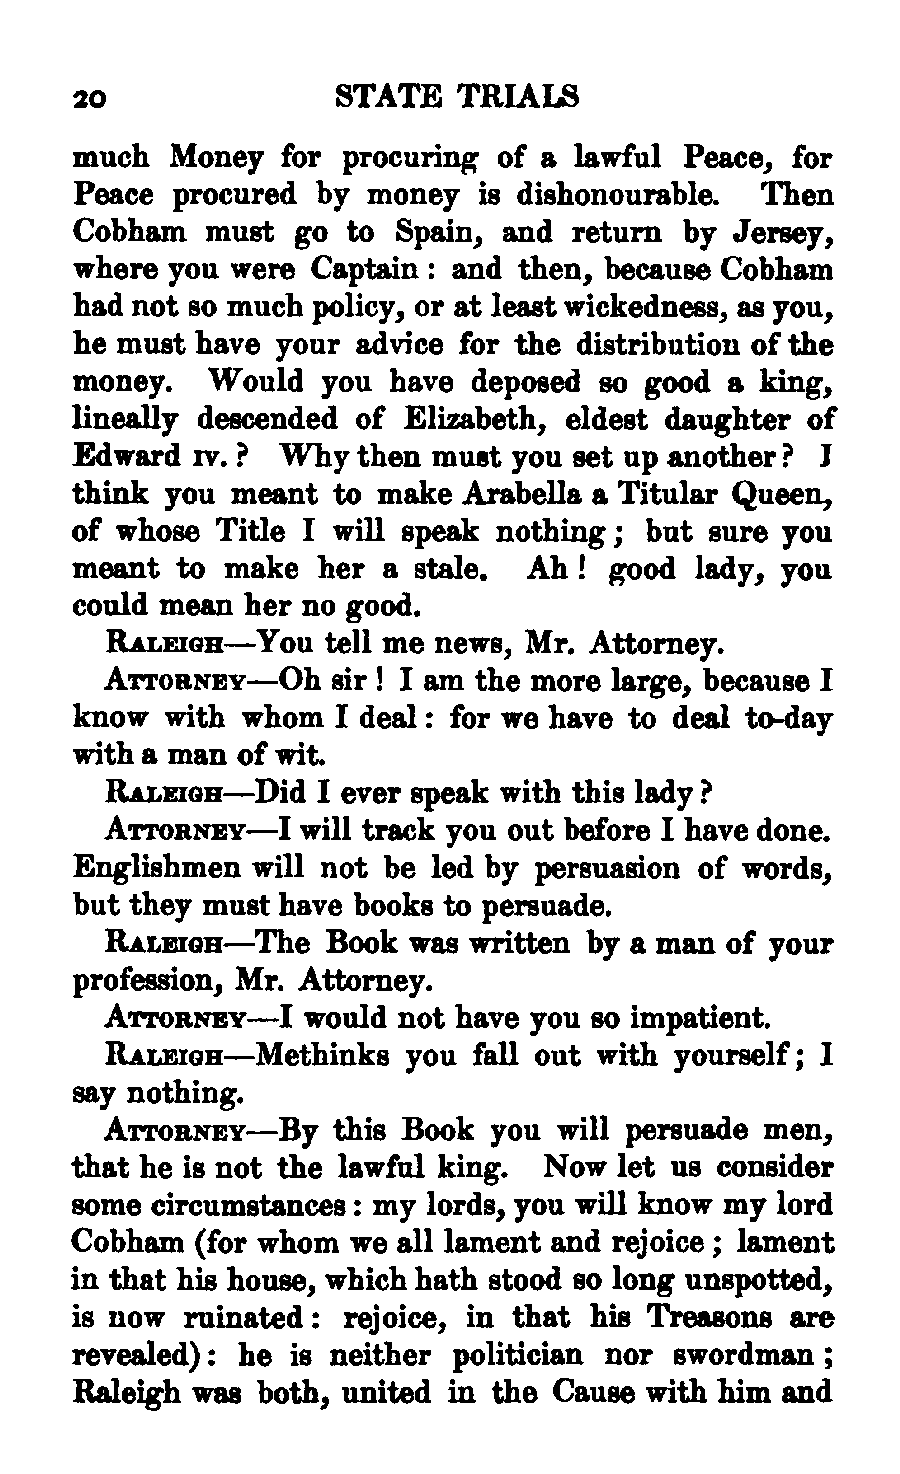 20 STATE TRIALS
much Money for procuring of a lawful Peace, for
Peace procured by money is dishonourable. Then
Cobham must go to Spain, and return by Jersey,
where you were Captain : and then, because Cobham
had not so much policy, or at least wickedness, as you,
he must have your advice for the distribution of the
money. Would you have deposed so good a king,
lineally descended of Elizabeth, eldest daughter of
Edward IV. ? Why then must you set up another ? I
think you meant to make Arabella a Titular Queen,
of whose Title I will speak nothing ; but sure you
meant to make her a stale. Ah ! good lady, you
could mean her no good.
RALEIGH—You tell me news, Mr. Attorney.
ATTORNEY—Oh sir ! I am the more large, because I
know with whom I deal : for we have to deal to-day
with a man of wit.
RALEIGH—Did I ever speak with this lady ?
ATTORNEY—I will track you out before I have done.
Englishmen will not be led by persuasion of words,
but they must have books to persuade.
RALEIGH—The Book was written by a man of your
profession, Mr. Attorney.
ATTORNEY—I would not have you so impatient.
RALEIGH—Methinks you fall out with yourself ; I
say nothing.
ATTORNEY—By this Book you will persuade men,
that he is not the lawful king. Now let us consider
some circumstances : my lords, you will know my lord
Cobham (for whom we all lament and rejoice ; lament
in that his house, which hath stood so long unspotted,
is now ruinated : rejoice, in that his Treasons are
revealed) : he is neither politician nor swordman ;
Raleigh was both, united in the Cause with him and